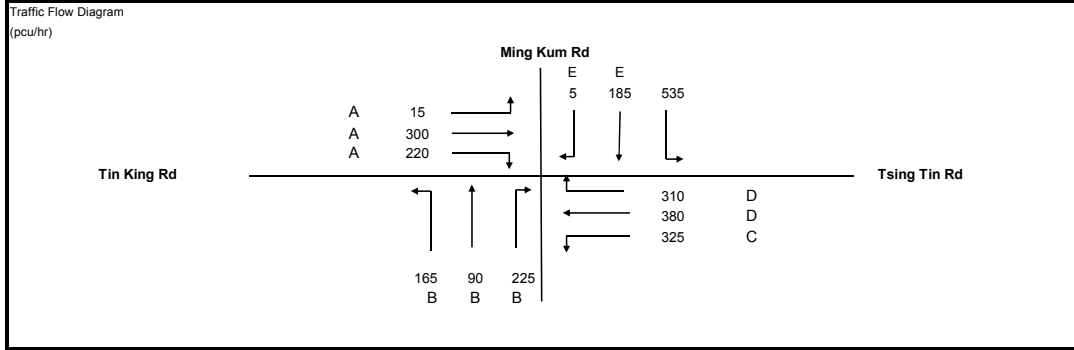 Traffic Flow Diagram
(pcu/hr)
Ming Kum Rd
E E
5 185 535
A 15
A 300
A 220
Tin King Rd
Tsing Tin Rd
310 D
380 D
325 C
165 90 225
B B B